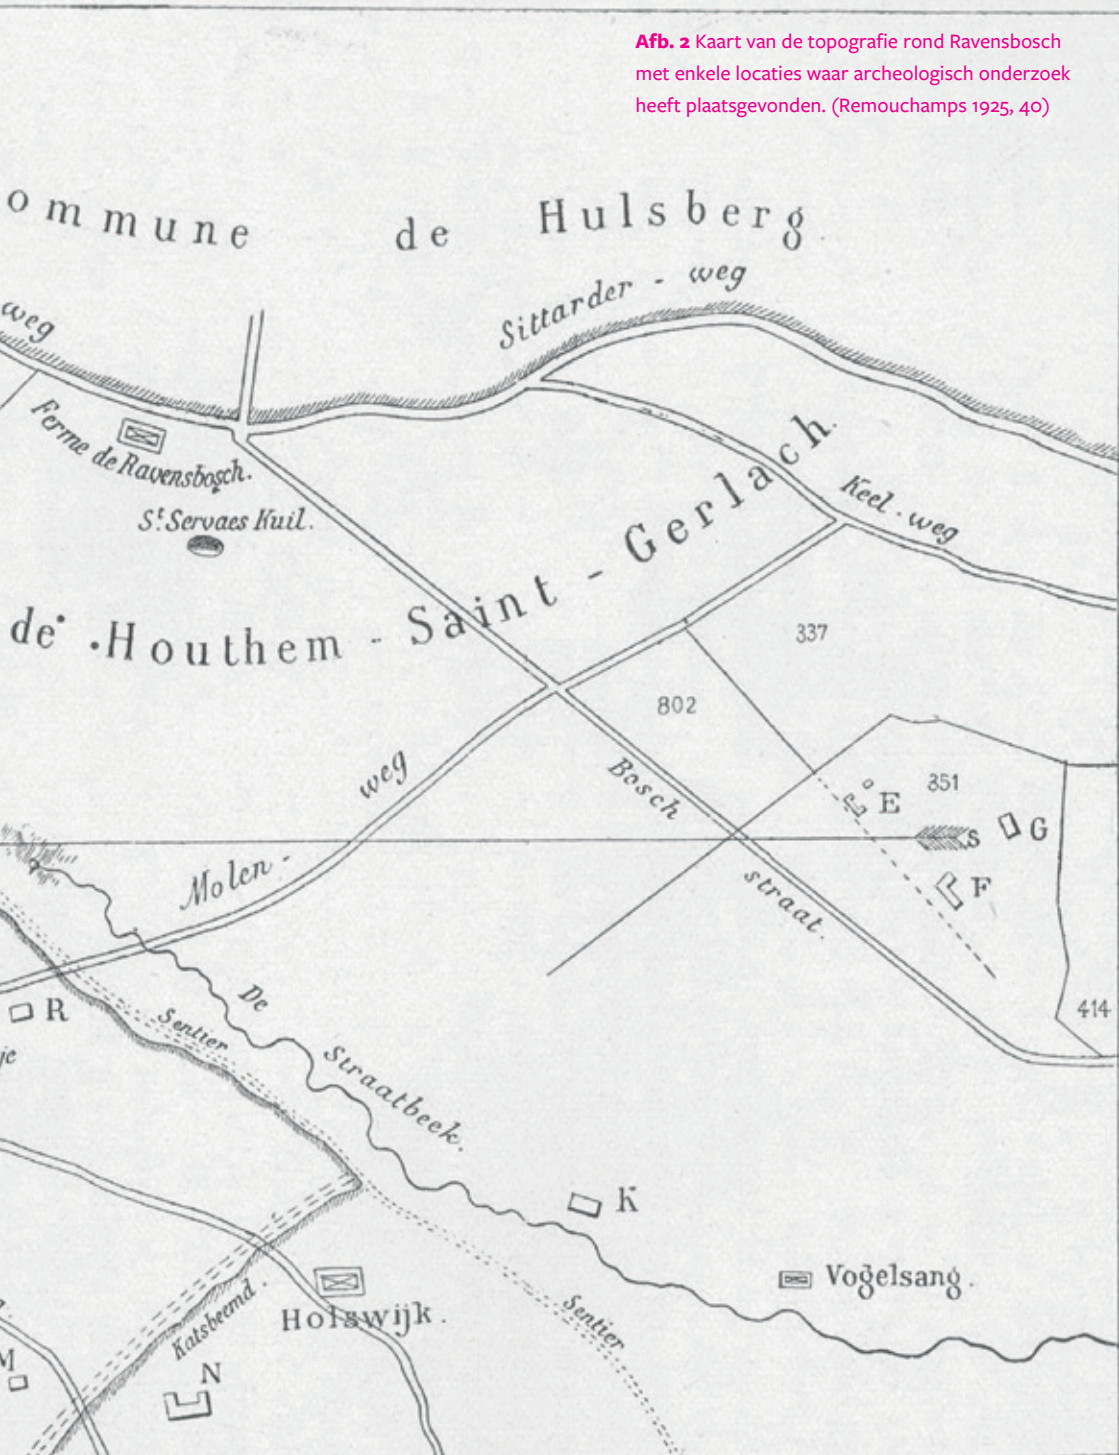 Afb. 2 Kaart van de topografie rond Ravensbosch
met enkele locaties waar archeologisch onderzoek
heeft plaatsgevonden. (Remouchamps 1925, 40)
ommune de Hulsberg
weg
Sittarder - weg
Ferme de Ravensbosch.
St. Servaes Kuil.
Keel - weg
de Houthem - Saint - Gerlach.
337
802
Bosch
straat.
351
E
S
G
F
414
Molen -
weg
R
je
De
Straatbeek.
Sentier
K
Vogelsang.
Holswijk.
Katsbeemd.
Sentier
M
N